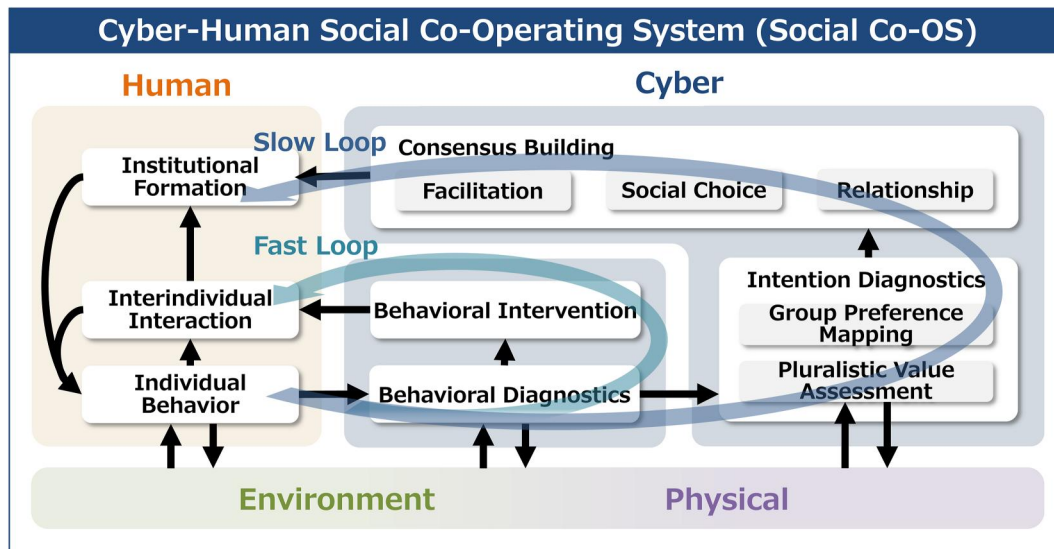 Cyber-Human Social Co-Operating System (Social Co-OS)
Human
Cyber
Slow Loop
Consensus Building
Institutional
Formation
Facilitation
Social Choice
Relationship
Fast Loop
Interindividual
Interaction
Behavioral Intervention
Intention Diagnostics
Group Preference
Mapping
Individual
Behavior
Behavioral Diagnostics
Pluralistic Value
Assessment
Environment
Physical